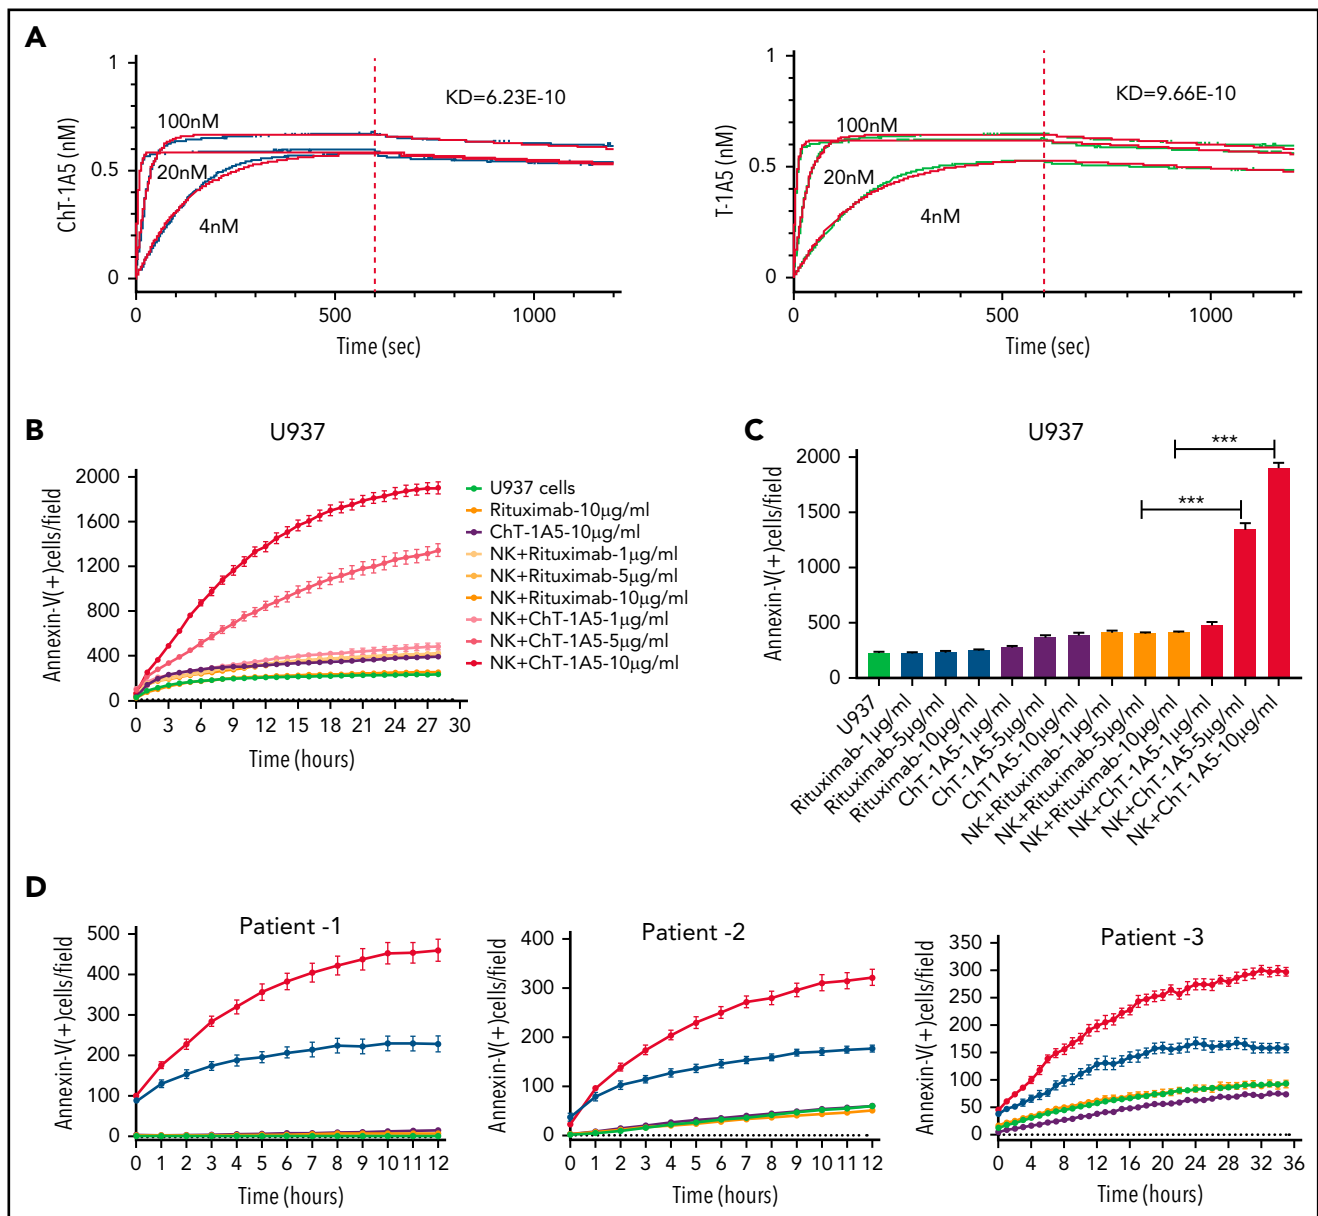 A
ChT-1A5 (nM)
1
0.5
0
100nM
20nM
4nM
KD=6.23E-10
0 500 1000
Time (sec)
T-1A5 (nM)
1
0.5
0
100nM
20nM
4nM
KD=9.66E-10
0 500 1000
Time (sec)
B
U937
Annexin-V(+)cells/field
2000
1600
1200
800
400
0
0 3 6 9 12 15 18 21 24 28 30
Time (hours)
U937 cells
Rituximab-10µg/ml
ChT-1A5-10µg/ml
NK+Rituximab-1µg/ml
NK+Rituximab-5µg/ml
NK+Rituximab-10µg/ml
NK+ChT-1A5-1µg/ml
NK+ChT-1A5-5µg/ml
NK+ChT-1A5-10µg/ml
C
U937
Annexin-V(+)cells/field
2000
1500
1000
500
0
***
***
U937
Rituximab-1µg/ml
Rituximab-5µg/ml
Rituximab-10µg/ml
ChT-1A5-1µg/ml
ChT-1A5-5µg/ml
ChT1A5-10µg/ml
NK+Rituximab-1µg/ml
NK+Rituximab-5µg/ml
NK+Rituximab-10µg/ml
NK+ChT-1A5-1µg/ml
NK+ChT-1A5-5µg/ml
NK+ChT-1A5-10µg/ml
D
Patient -1
Annexin-V(+)cells/field
500
400
300
200
100
0
0 1 2 3 4 5 6 7 8 9 10 11 12
Time (hours)
Patient -2
Annexin-V(+)cells/field
400
300
200
100
0
0 1 2 3 4 5 6 7 8 9 10 11 12
Time (hours)
Patient -3
Annexin-V(+)cells/field
350
300
250
200
150
100
50
0
0 4 8 12 16 20 24 28 32 36
Time (hours)